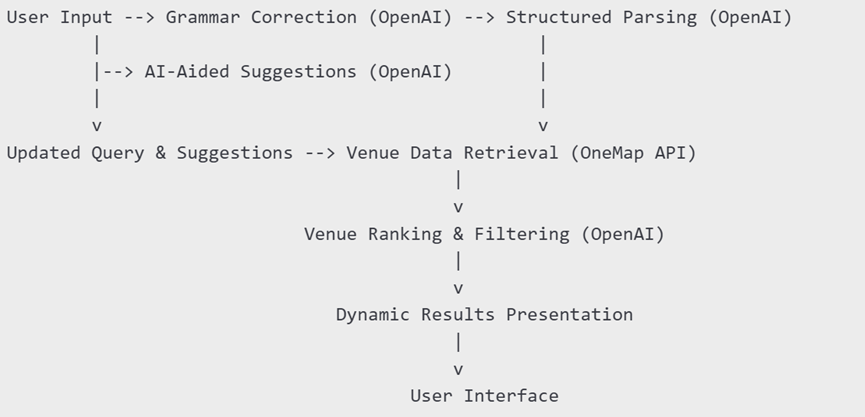 User Input --> Grammar Correction (OpenAI) --> Structured Parsing (OpenAI)
| |
|--> AI-Aided Suggestions (OpenAI) |
| |
v v
Updated Query & Suggestions --> Venue Data Retrieval (OneMap API)
|
v
Venue Ranking & Filtering (OpenAI)
|
v
Dynamic Results Presentation
|
v
User Interface